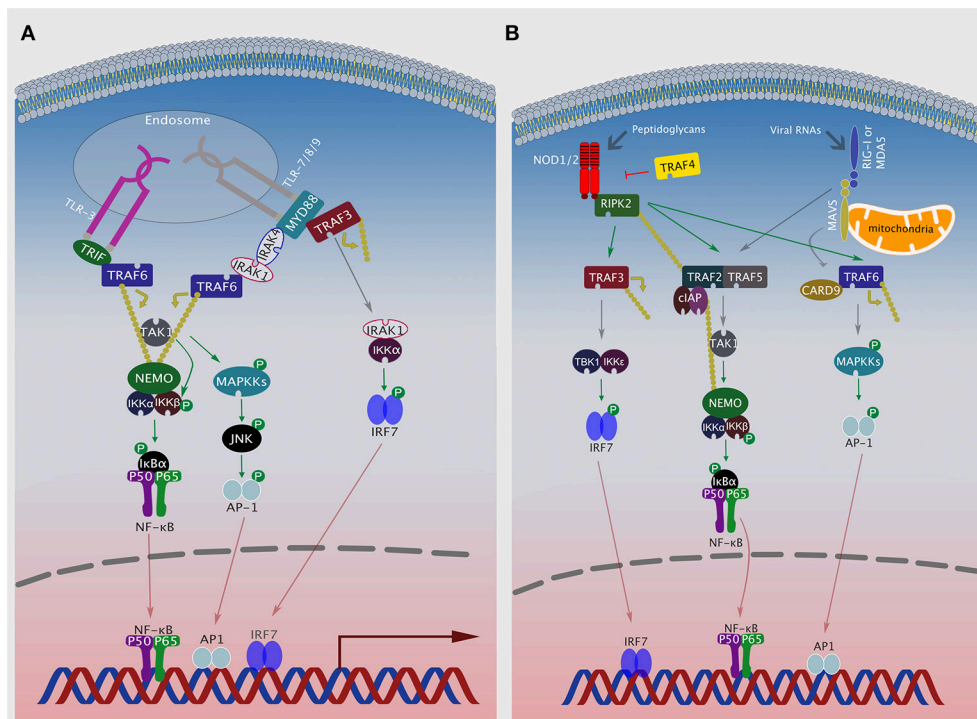 A
Endosome
TLR-3
TLR-7/8/9
TRIF
MYD88
TRAF3
IRAK4
IRAK1
TRAF6
TRAF6
TAK1
NEMO
IKKα
IKKβ
P
MAPKKs
P
IRAK1
IKKα
P
IRF7
P
IκBα
P50
P65
NF-κB
JNK
P
P
AP-1
NF-κB
P50
P65
AP1
IRF7
B
Peptidoglycans
Viral RNAs
NOD1/2
TRAF4
RIG-I or
MDA5
RIPK2
MAVS
mitochondria
TRAF3
TRAF2
TRAF5
TRAF6
cIAP
CARD9
TAK1
TBK1
IKKε
P
MAPKKs
P
IRF7
NEMO
IKKα
IKKβ
P
P
AP-1
P
IκBα
P50
P65
NF-κB
IRF7
NF-κB
P50
P65
AP1